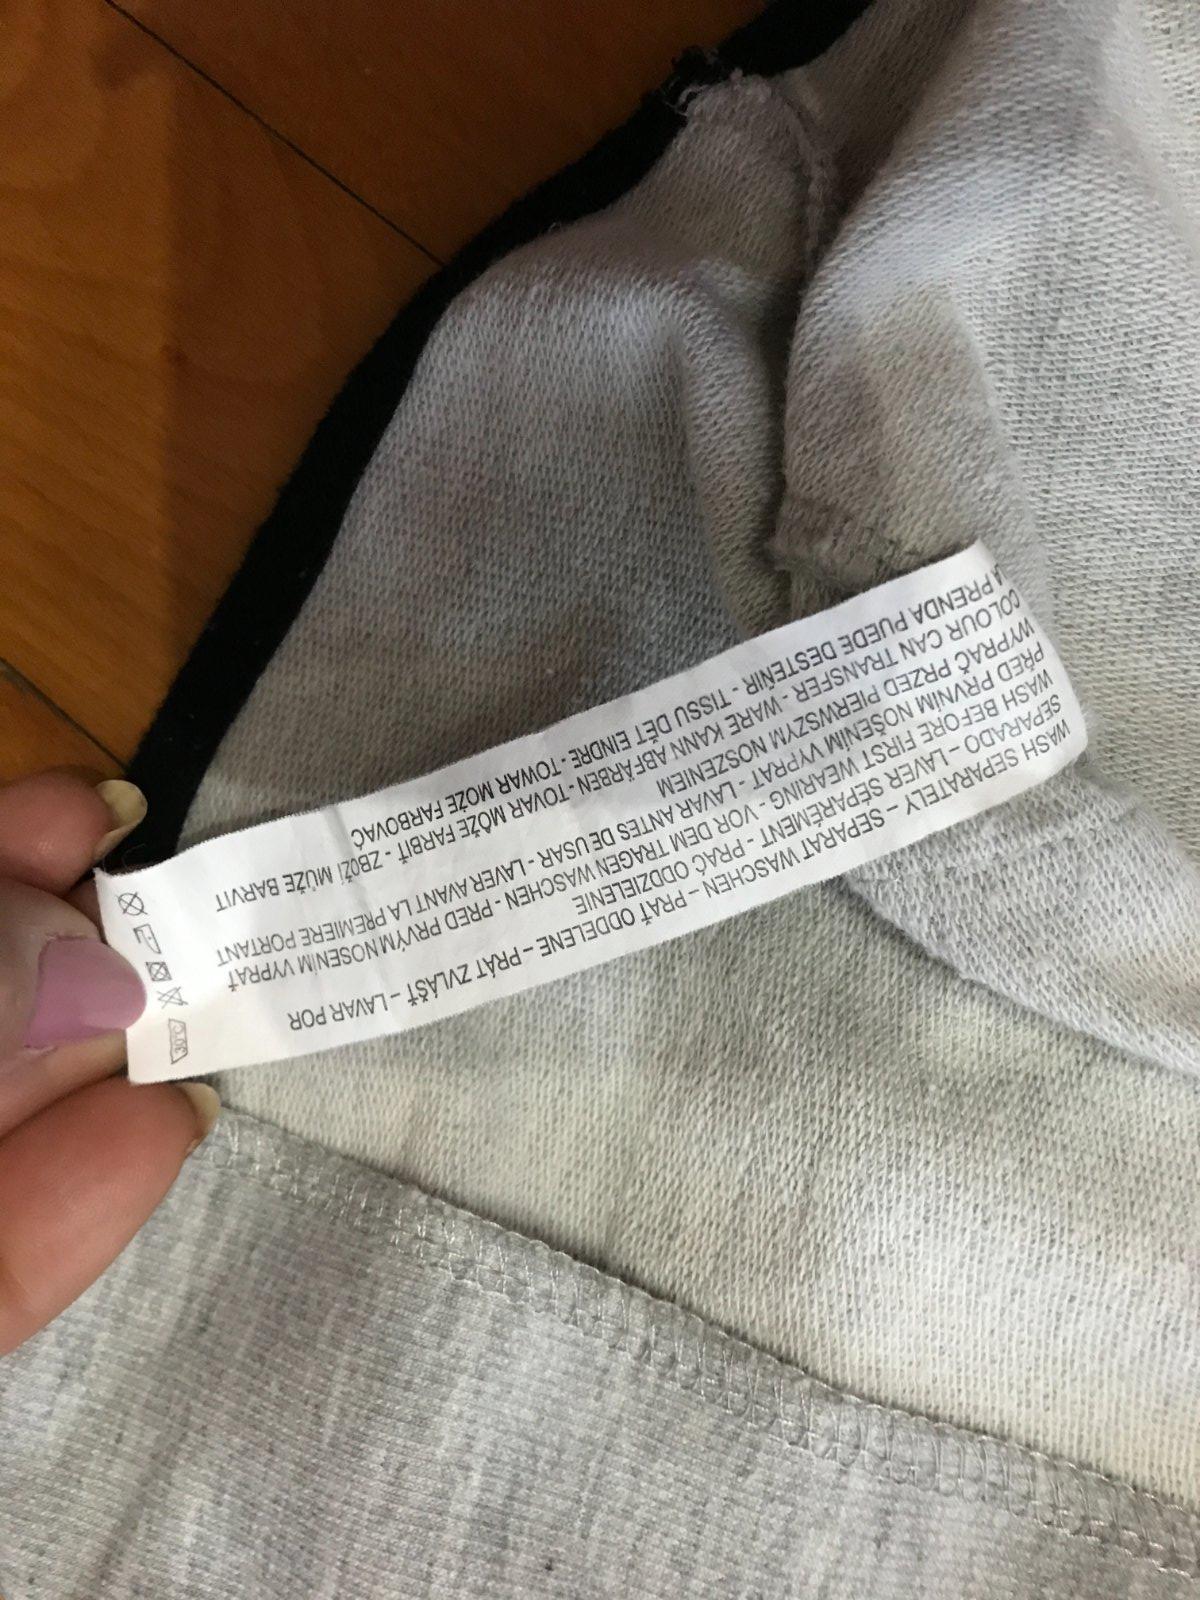 30°C
WASH SEPARATELY – SEPARAT WASCHEN – PRAŤ ODDELENE – PRÁT ZVLÁŠŤ – LAVAR POR
SEPARADO – LAVER SÉPARÉMENT - PRAĆ ODDZIELENIE
WASH BEFORE FIRST WEARING - VOR DEM TRAGEN WASCHEN - PRED PRVÝM NOSENÍM VYPRAŤ
PŘED PRVNÍM NOŠENÍM VYPRAT - LAVAR ANTES DE USAR - LAVER AVANT LA PREMIERE PORTANT
WYPRAĆ PRZED PIERWSZYM NOSZENIEM
COLOUR CAN TRANSFER - WARE KANN ABFÄRBEN - TOVAR MÔŽE FARBIŤ - ZBOŽÍ MŮŽE BARVIT
LA PRENDA PUEDE DESTEÑIR - TISSU DÉT EINDRE - TOWAR MOŻE FARBOVAĆ